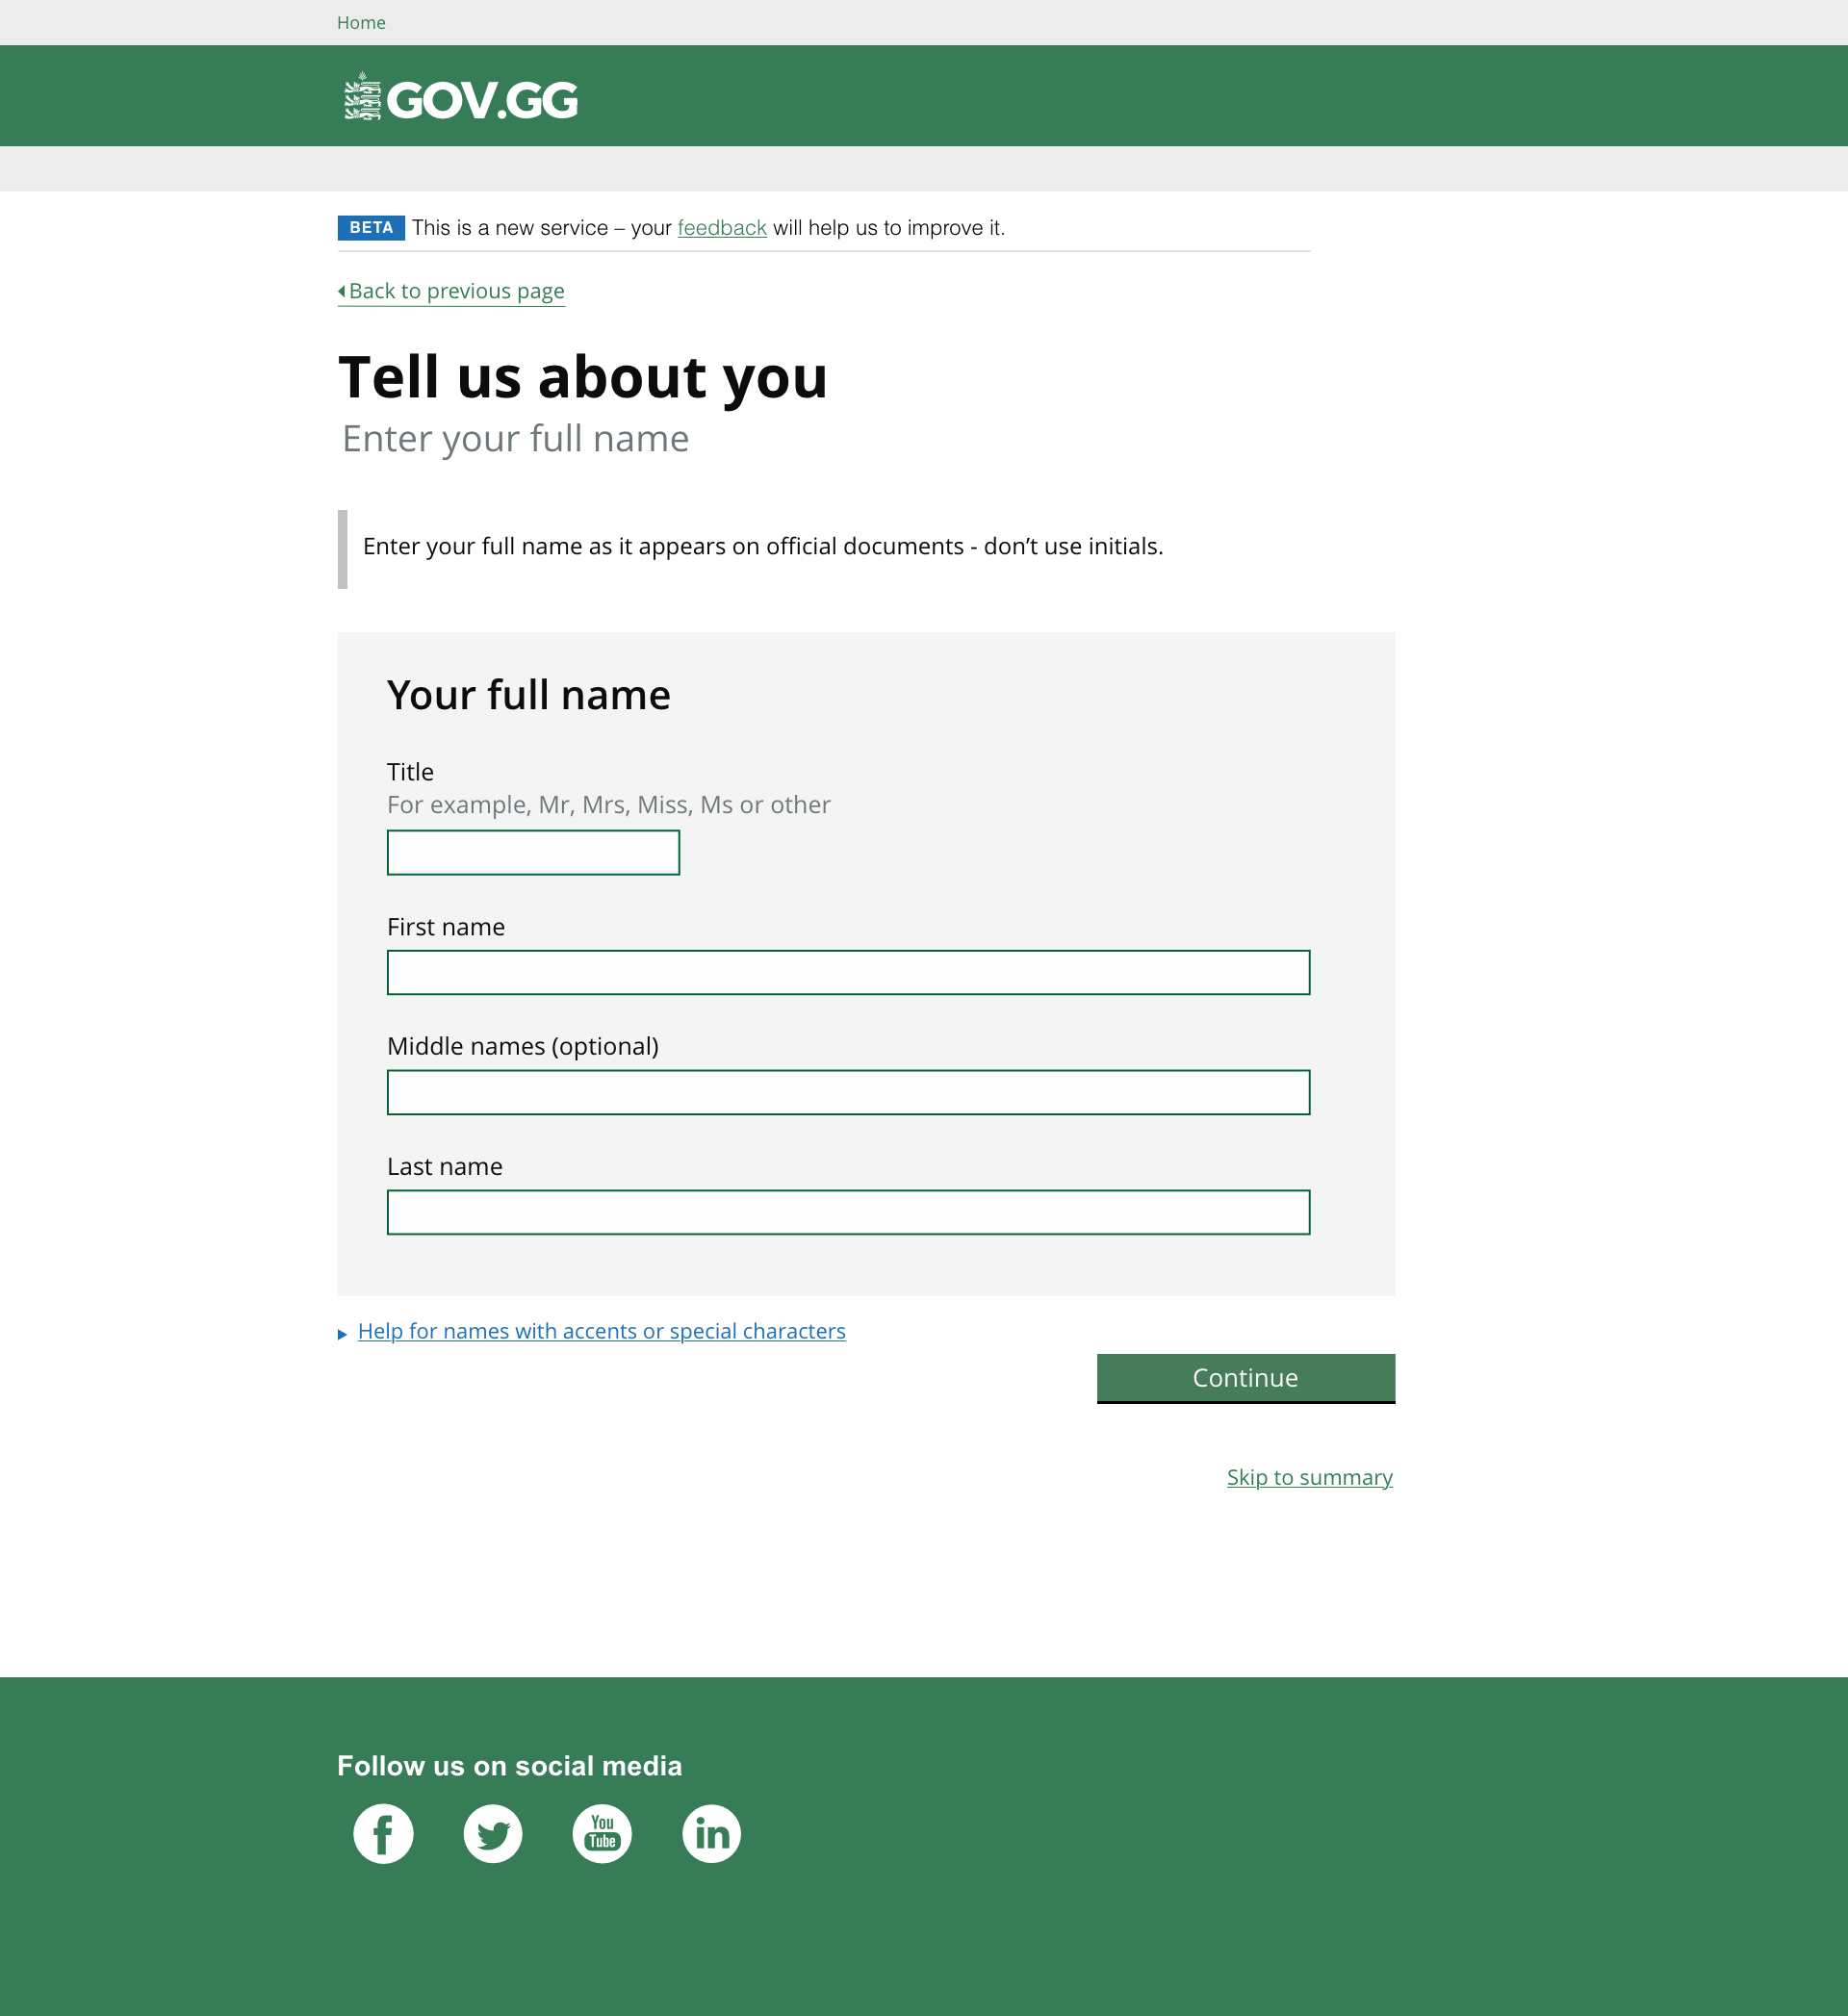 Home
GOV.GG
BETA This is a new service – your feedback will help us to improve it.
Back to previous page
Tell us about you
Enter your full name
Enter your full name as it appears on official documents - don’t use initials.
Your full name
Title
For example, Mr, Mrs, Miss, Ms or other
First name
Middle names (optional)
Last name
Help for names with accents or special characters
Continue
Skip to summary
Follow us on social media
You
Tube
in